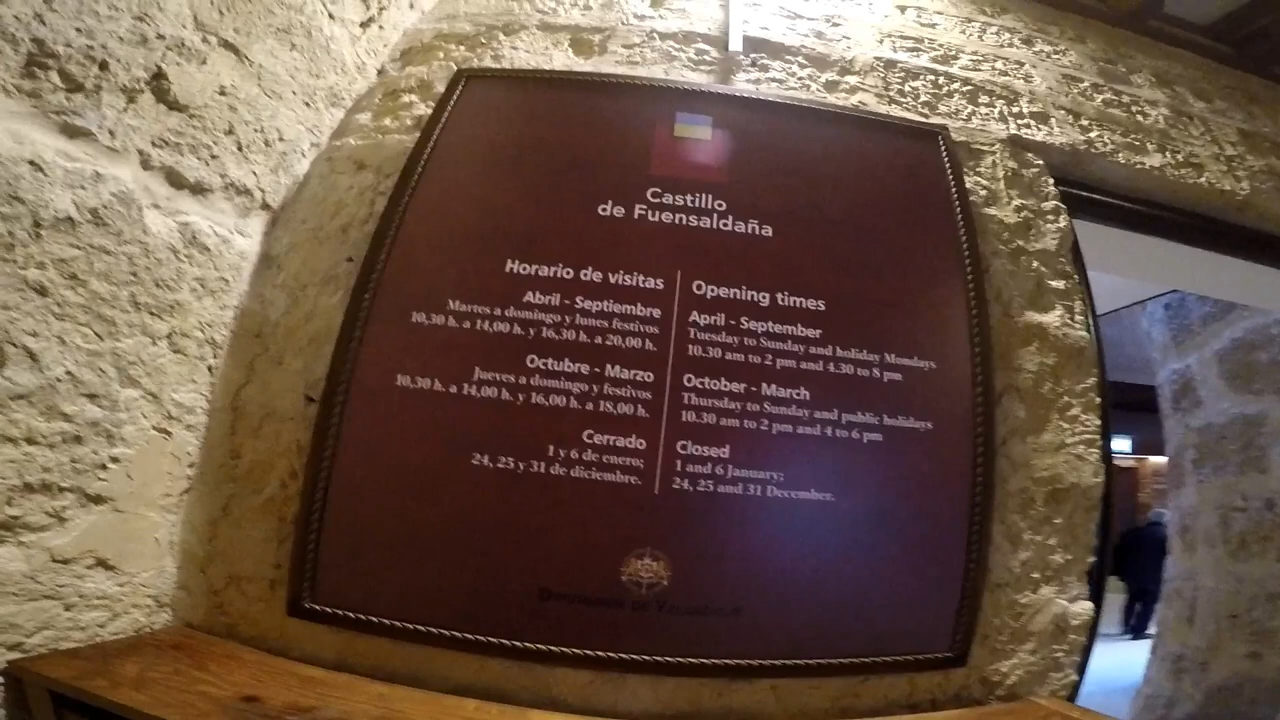 Castillo
de Fuensaldaña
Horario de visitas
Abril - Septiembre
Martes a domingo y lunes festivos
10,30 h. a 14,00 h. y 16,30 h. a 20,00 h.
Octubre - Marzo
Jueves a domingo y festivos
10,30 h. a 14,00 h. y 16,00 h. a 18,00 h.
Cerrado
1 y 6 de enero;
24, 25 y 31 de diciembre.
Opening times
April - September
Tuesday to Sunday and holiday Mondays
10.30 am to 2 pm and 4.30 to 8 pm
October - March
Thursday to Sunday and public holidays
10.30 am to 2 pm and 4 to 6 pm
Closed
1 and 6 January;
24, 25 and 31 December.
Diputación de Valladolid